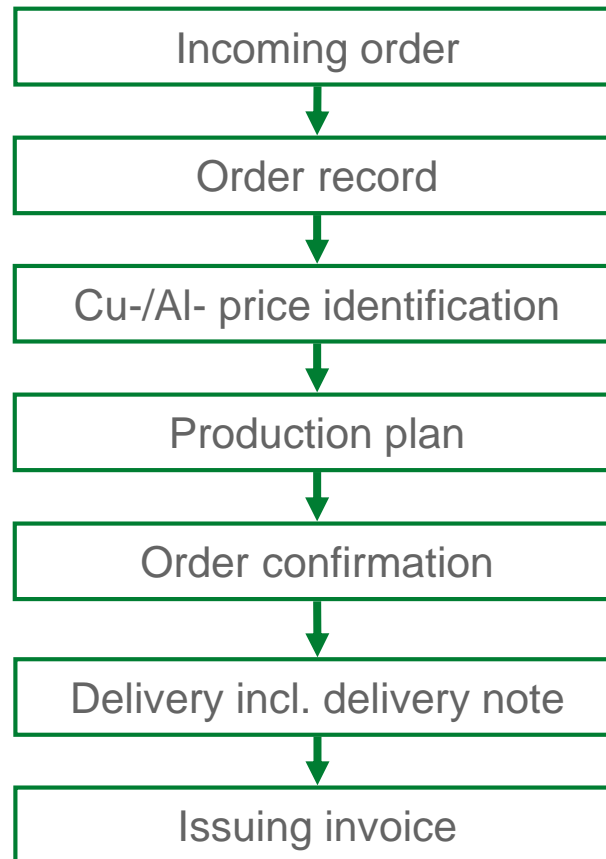 Incoming order
Order record
Cu-/Al- price identification
Production plan
Order confirmation
Delivery incl. delivery note
Issuing invoice